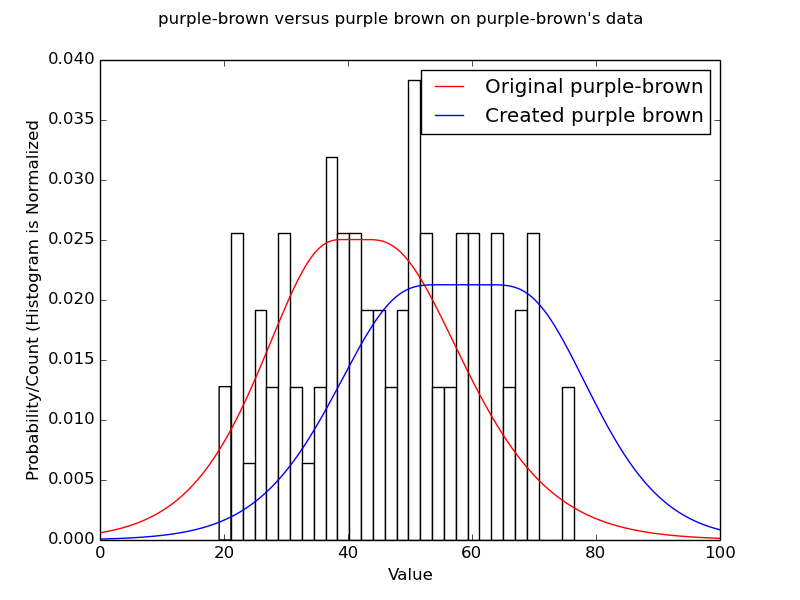 purple-brown versus purple brown on purple-brown's data
Original purple-brown
Created purple brown
Probability/Count (Histogram is Normalized
0.040
0.035
0.030
0.025
0.020
0.015
0.010
0.005
0.000
0 20 40 60 80 100
Value